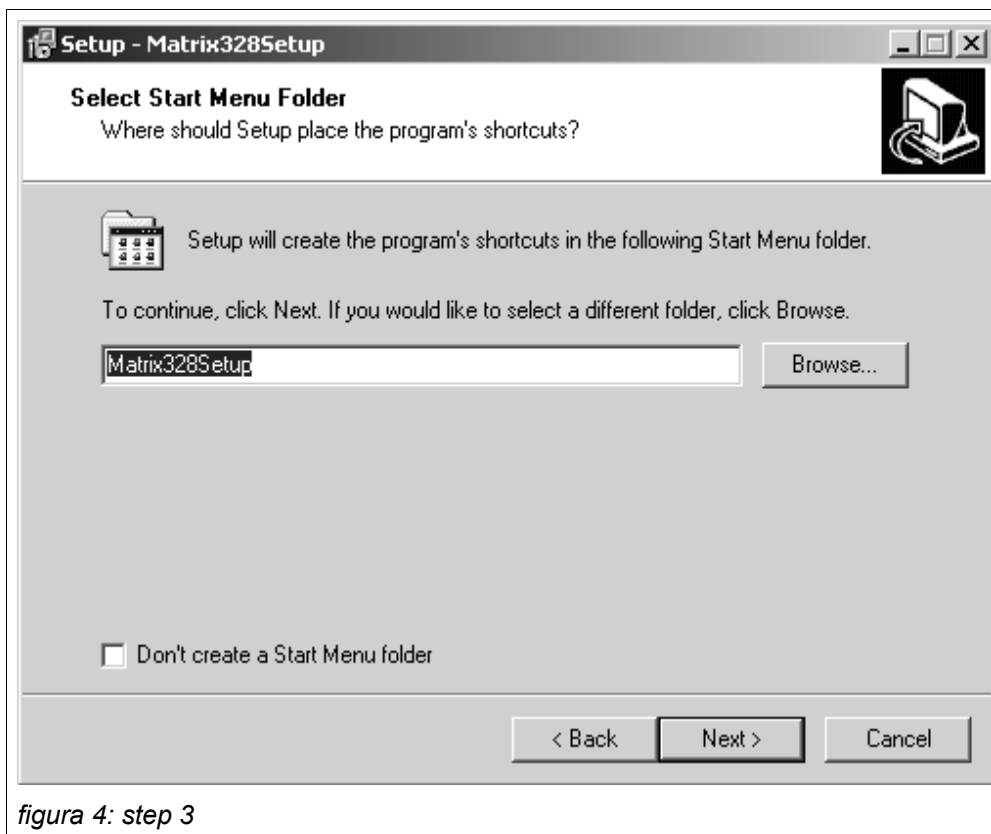 Setup - Matrix328Setup
Select Start Menu Folder
Where should Setup place the program's shortcuts?
Setup will create the program's shortcuts in the following Start Menu folder.
To continue, click Next. If you would like to select a different folder, click Browse.
Matrix328Setup
Browse...
Don't create a Start Menu folder
< Back
Next >
Cancel
figura 4: step 3